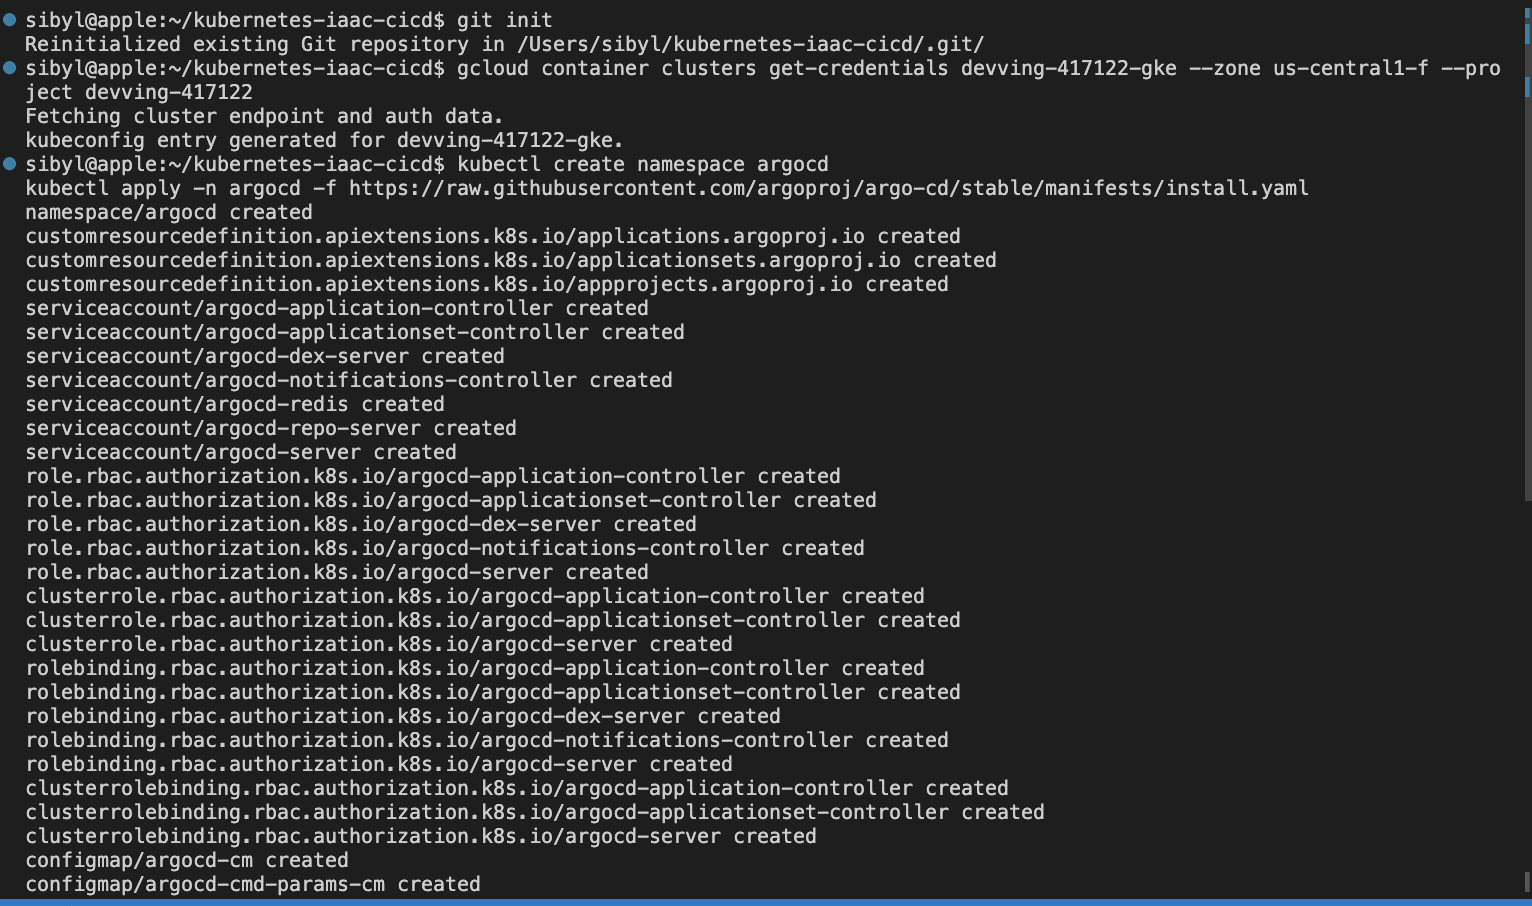 sibyl@apple:~/kubernetes-iaac-cicd$ git init
Reinitialized existing Git repository in /Users/sibyl/kubernetes-iaac-cicd/.git/
sibyl@apple:~/kubernetes-iaac-cicd$ gcloud container clusters get-credentials devving-417122-gke --zone us-central1-f --pro
ject devving-417122
Fetching cluster endpoint and auth data.
kubeconfig entry generated for devving-417122-gke.
sibyl@apple:~/kubernetes-iaac-cicd$ kubectl create namespace argocd
kubectl apply -n argocd -f https://raw.githubusercontent.com/argoproj/argo-cd/stable/manifests/install.yaml
namespace/argocd created
customresourcedefinition.apiextensions.k8s.io/applications.argoproj.io created
customresourcedefinition.apiextensions.k8s.io/applicationsets.argoproj.io created
customresourcedefinition.apiextensions.k8s.io/appprojects.argoproj.io created
serviceaccount/argocd-application-controller created
serviceaccount/argocd-applicationset-controller created
serviceaccount/argocd-dex-server created
serviceaccount/argocd-notifications-controller created
serviceaccount/argocd-redis created
serviceaccount/argocd-repo-server created
serviceaccount/argocd-server created
role.rbac.authorization.k8s.io/argocd-application-controller created
role.rbac.authorization.k8s.io/argocd-applicationset-controller created
role.rbac.authorization.k8s.io/argocd-dex-server created
role.rbac.authorization.k8s.io/argocd-notifications-controller created
role.rbac.authorization.k8s.io/argocd-server created
clusterrole.rbac.authorization.k8s.io/argocd-application-controller created
clusterrole.rbac.authorization.k8s.io/argocd-applicationset-controller created
clusterrole.rbac.authorization.k8s.io/argocd-server created
rolebinding.rbac.authorization.k8s.io/argocd-application-controller created
rolebinding.rbac.authorization.k8s.io/argocd-applicationset-controller created
rolebinding.rbac.authorization.k8s.io/argocd-dex-server created
rolebinding.rbac.authorization.k8s.io/argocd-notifications-controller created
rolebinding.rbac.authorization.k8s.io/argocd-server created
clusterrolebinding.rbac.authorization.k8s.io/argocd-application-controller created
clusterrolebinding.rbac.authorization.k8s.io/argocd-applicationset-controller created
clusterrolebinding.rbac.authorization.k8s.io/argocd-server created
configmap/argocd-cm created
configmap/argocd-cmd-params-cm created